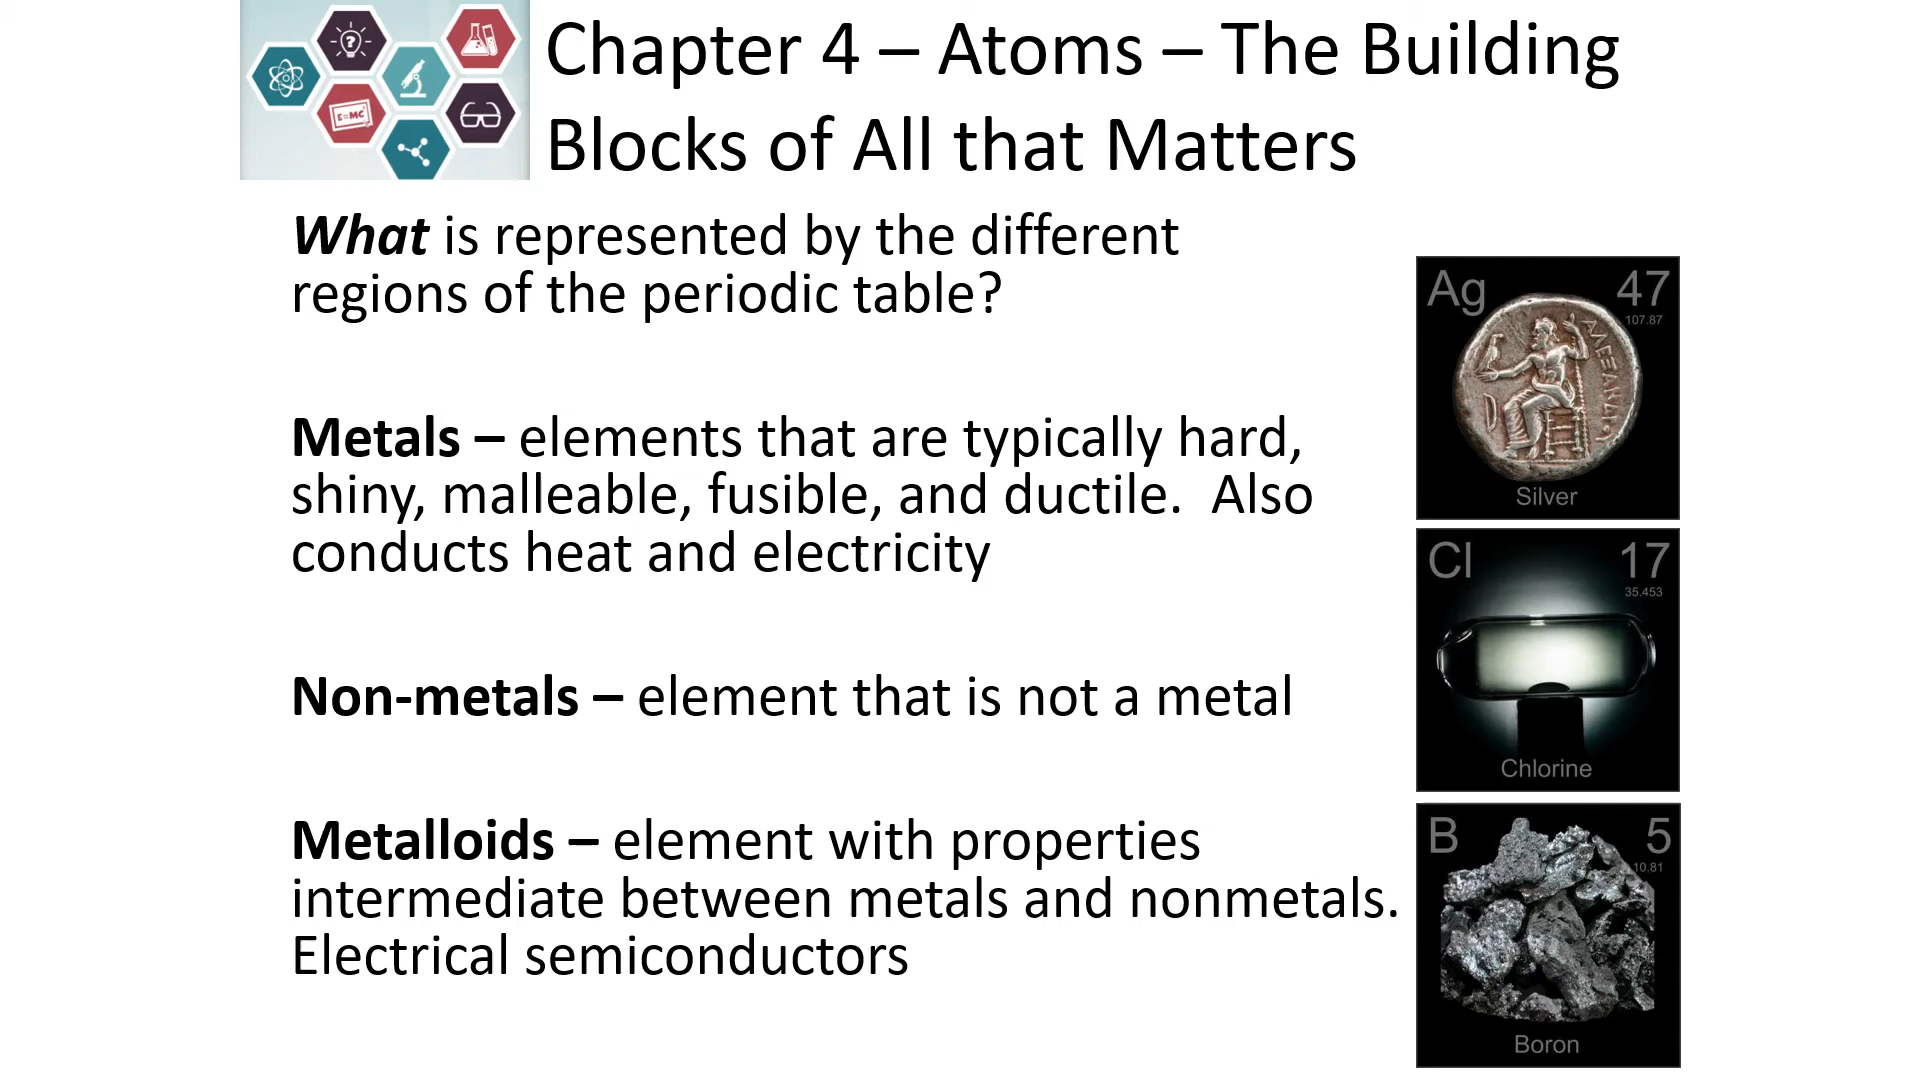 Chapter 4 – Atoms – The Building
Blocks of All that Matters
E=MC²
What is represented by the different
regions of the periodic table?
Metals – elements that are typically hard,
shiny, malleable, fusible, and ductile.  Also
conducts heat and electricity
Non-metals – element that is not a metal
Metalloids – element with properties
intermediate between metals and nonmetals.
Electrical semiconductors
Ag 47
107.87
ΑΛΕΞΑΝΔΡΟΥ
Silver
Cl 17
35.453
Chlorine
B 5
10.81
Boron